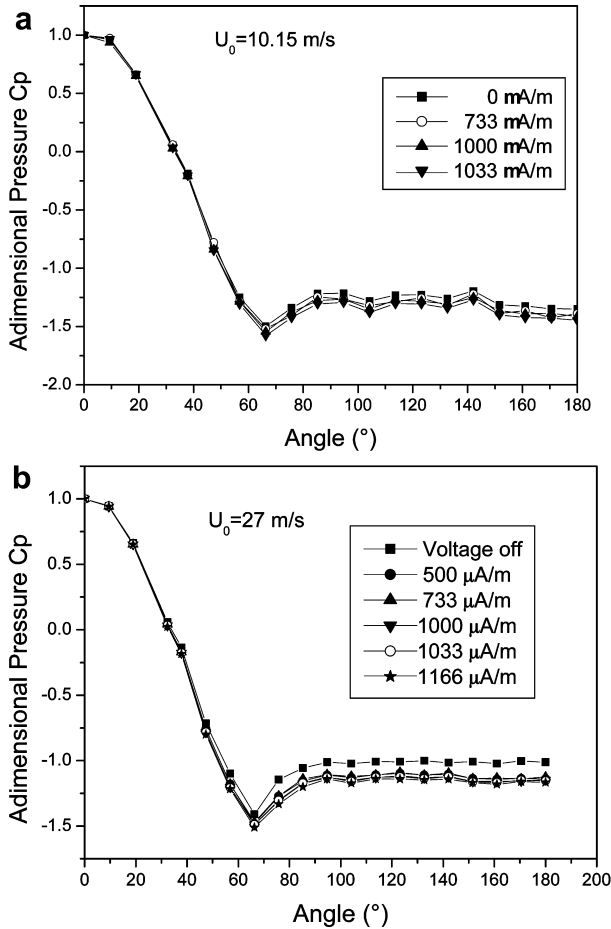 a
U₀=10.15 m/s
0 mA/m
733 mA/m
1000 mA/m
1033 mA/m
1.0
0.5
0.0
-0.5
-1.0
-1.5
-2.0
Adimensional Pressure Cp
0 20 40 60 80 100 120 140 160 180
Angle (°)
b
U₀=27 m/s
Voltage off
500 μA/m
733 μA/m
1000 μA/m
1033 μA/m
1166 μA/m
1.0
0.5
0.0
-0.5
-1.0
-1.5
Adimensional Pressure Cp
0 20 40 60 80 100 120 140 160 180 200
Angle (°)